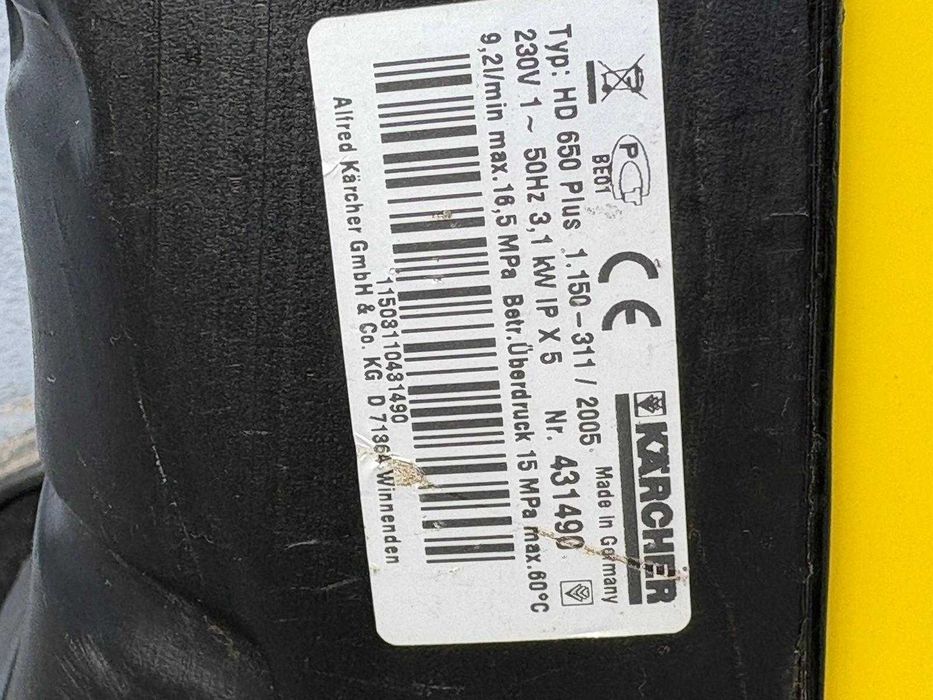 KÄRCHER
Made in Germany
BE01
Typ: HD 650 Plus 1.150-311 / 2005
230V 1~ 50Hz 3,1 kW IP X 5 Nr. 431490
9,2l/min max.16,5 MPa Betr.Überdruck 15 MPa max.60°C
11503110431490
Alfred Kärcher GmbH & Co. KG D 71364 Winnenden